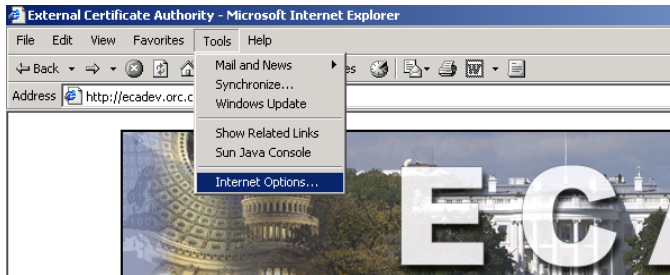 External Certificate Authority - Microsoft Internet Explorer
File Edit View Favorites Tools Help
Back
Mail and News
Synchronize...
Address http://ecadev.orc.c
Windows Update
Show Related Links
Sun Java Console
Internet Options...
ECA